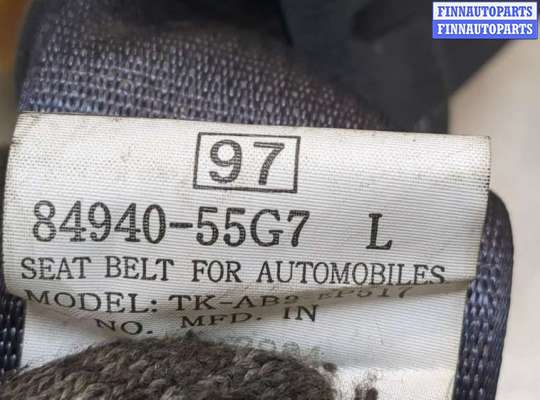 FINNAUTOPARTS
FINNAUTOPARTS
97
84940-55G7 L
SEAT BELT FOR AUTOMOBILES
MODEL: TK-AB2
NO. MFD. IN